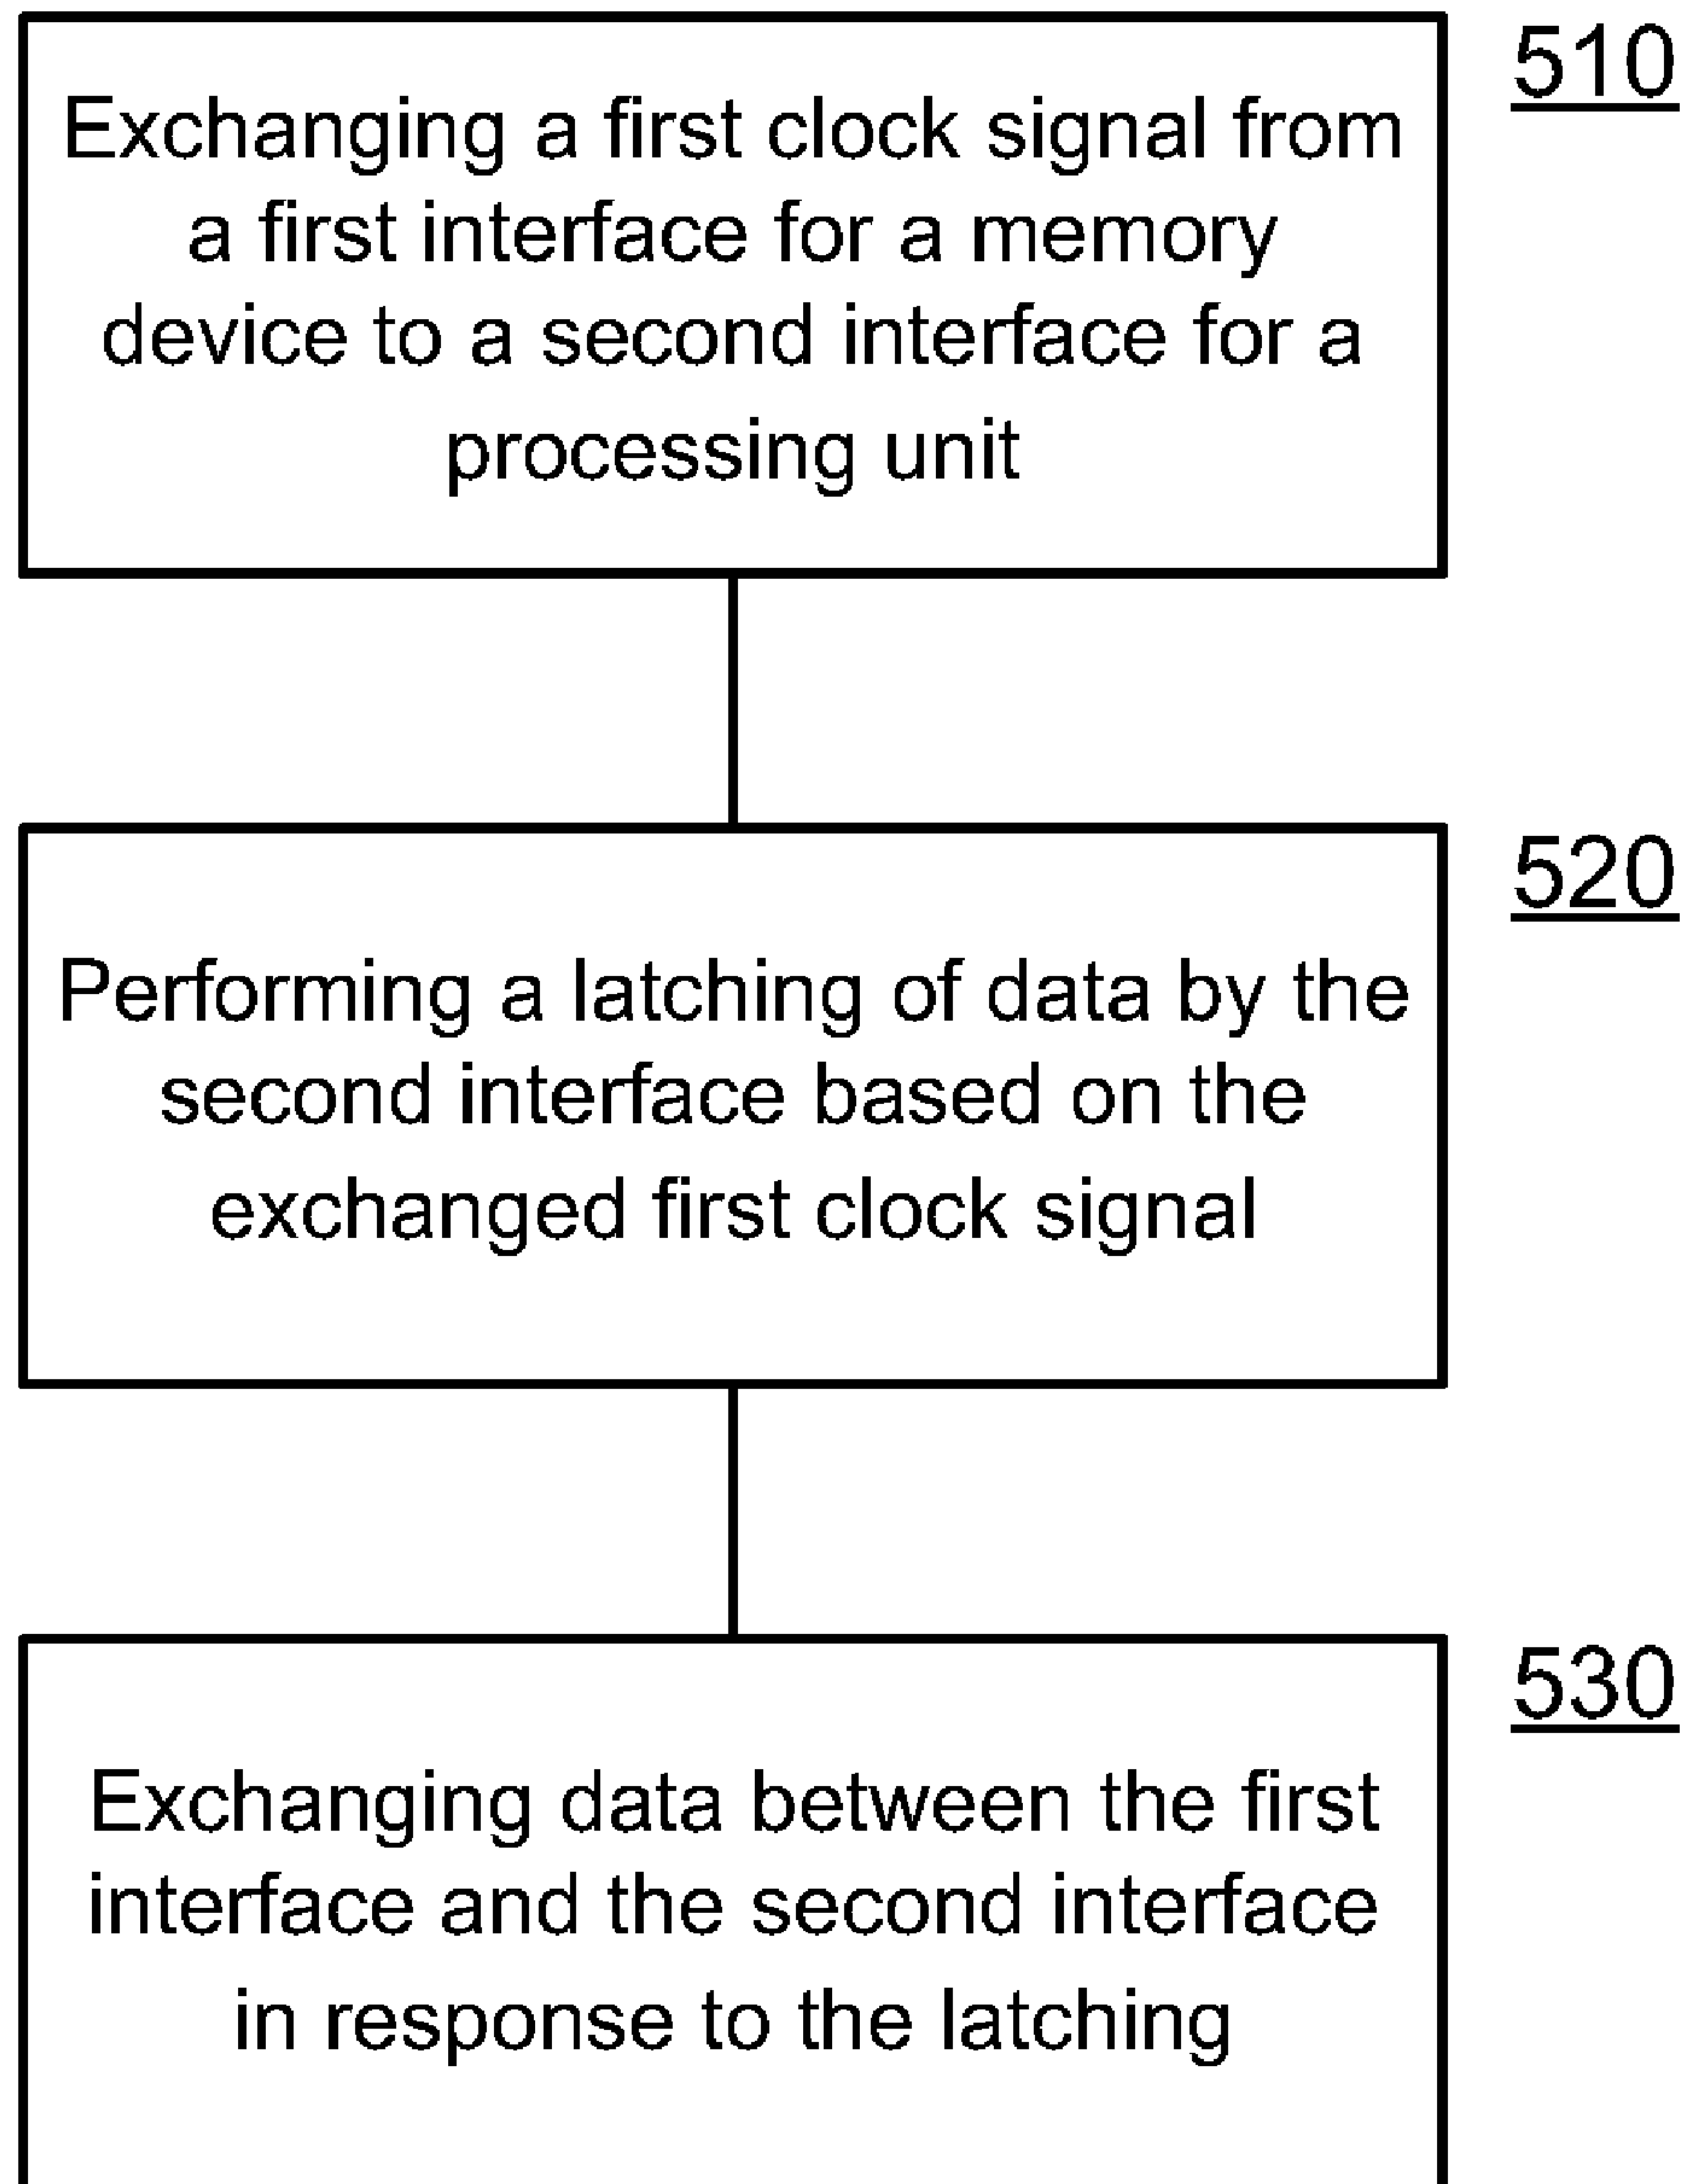 510
Exchanging a first clock signal from
a first interface for a memory
device to a second interface for a
processing unit
520
Performing a latching of data by the
second interface based on the
exchanged first clock signal
530
Exchanging data between the first
interface and the second interface
in response to the latching